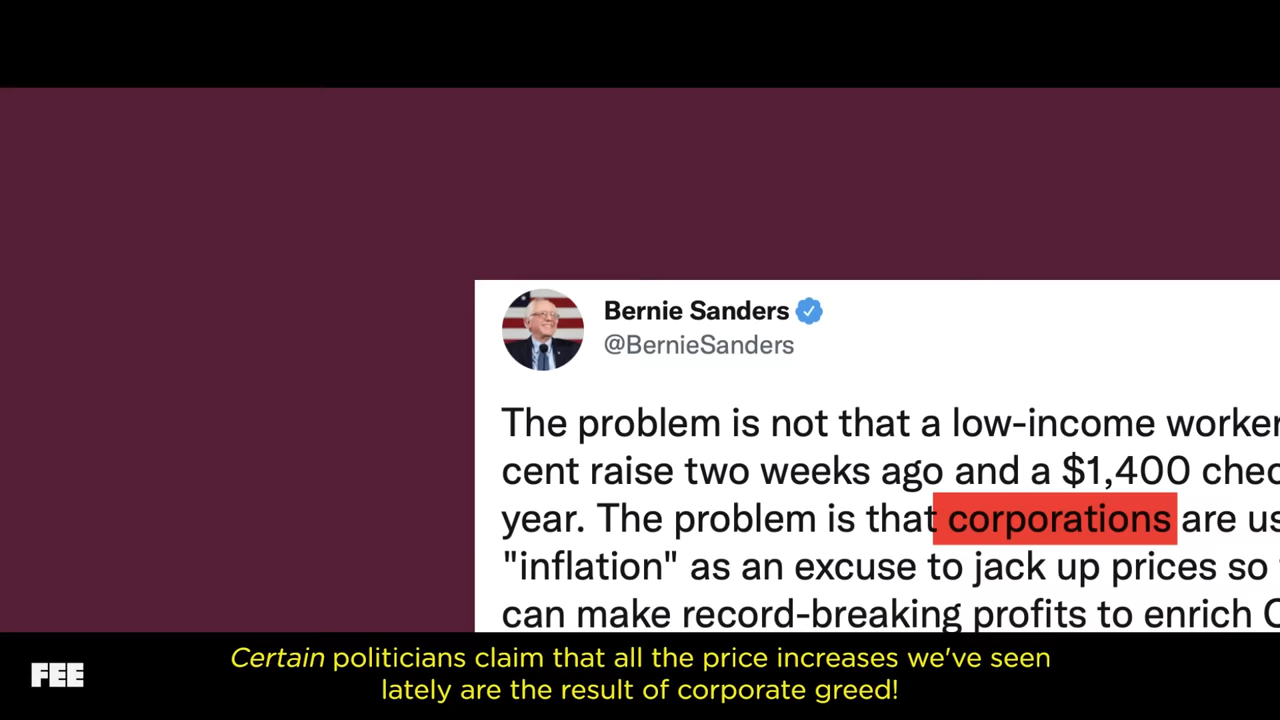 Bernie Sanders
@BernieSanders
The problem is not that a low-income worker
cent raise two weeks ago and a $1,400
year. The problem is that corporations are
"inflation" as an excuse to jack up prices so
can make record-breaking profits to enrich
FEE
Certain politicians claim that all the price increases we've seen
lately are the result of corporate greed!